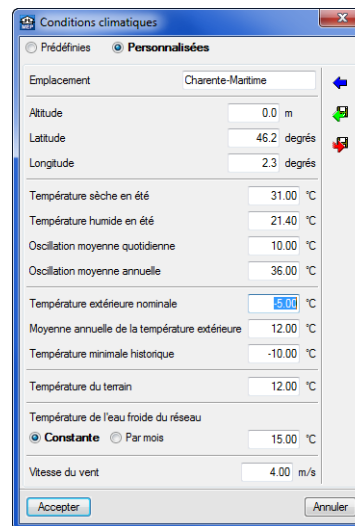 Conditions climatiques
Prédéfinies Personnalisées
Emplacement Charente-Maritime
Altitude 0.0 m
Latitude 46.2 degrés
Longitude 2.3 degrés
Température sèche en été 31.00 °C
Température humide en été 21.40 °C
Oscillation moyenne quotidienne 10.00 °C
Oscillation moyenne annuelle 36.00 °C
Température extérieure nominale -5.00 °C
Moyenne annuelle de la température extérieure 12.00 °C
Température minimale historique -10.00 °C
Température du terrain 12.00 °C
Température de l'eau froide du réseau
Constante Par mois 15.00 °C
Vitesse du vent 4.00 m/s
Accepter Annuler